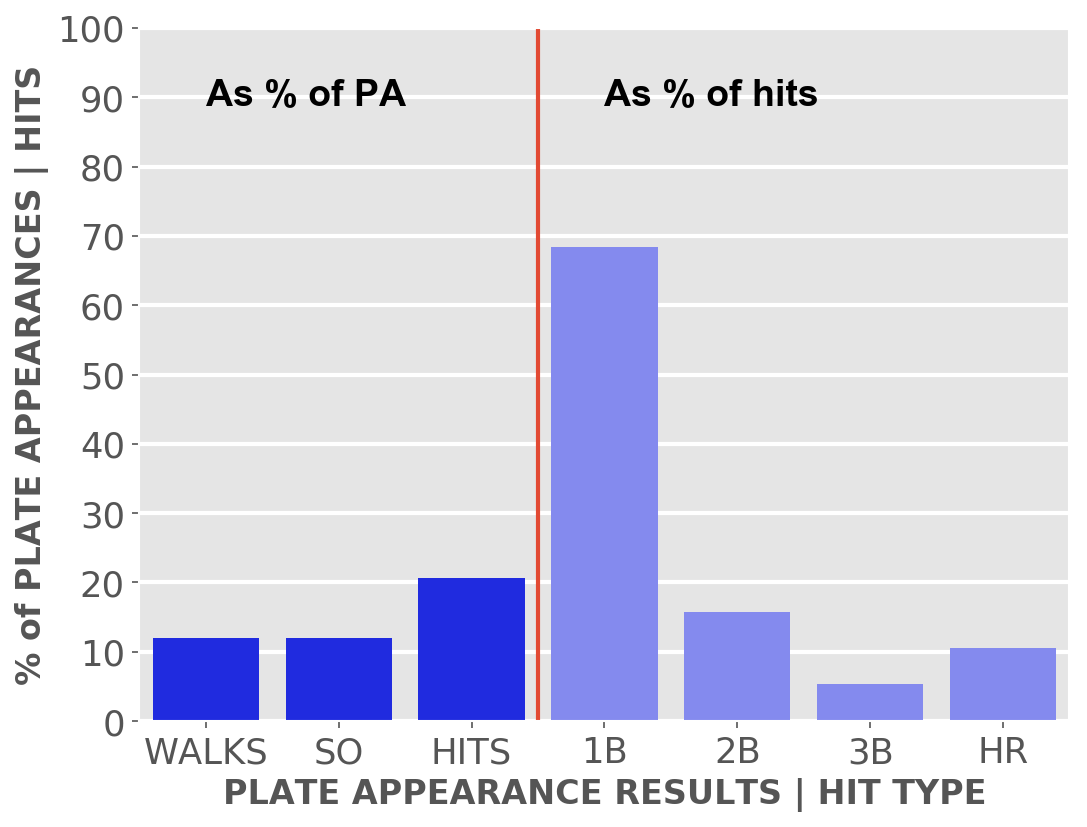 % of PLATE APPEARANCES | HITS
100
90
80
70
60
50
40
30
20
10
0
As % of PA
As % of hits
WALKS SO HITS 1B 2B 3B HR
PLATE APPEARANCE RESULTS | HIT TYPE